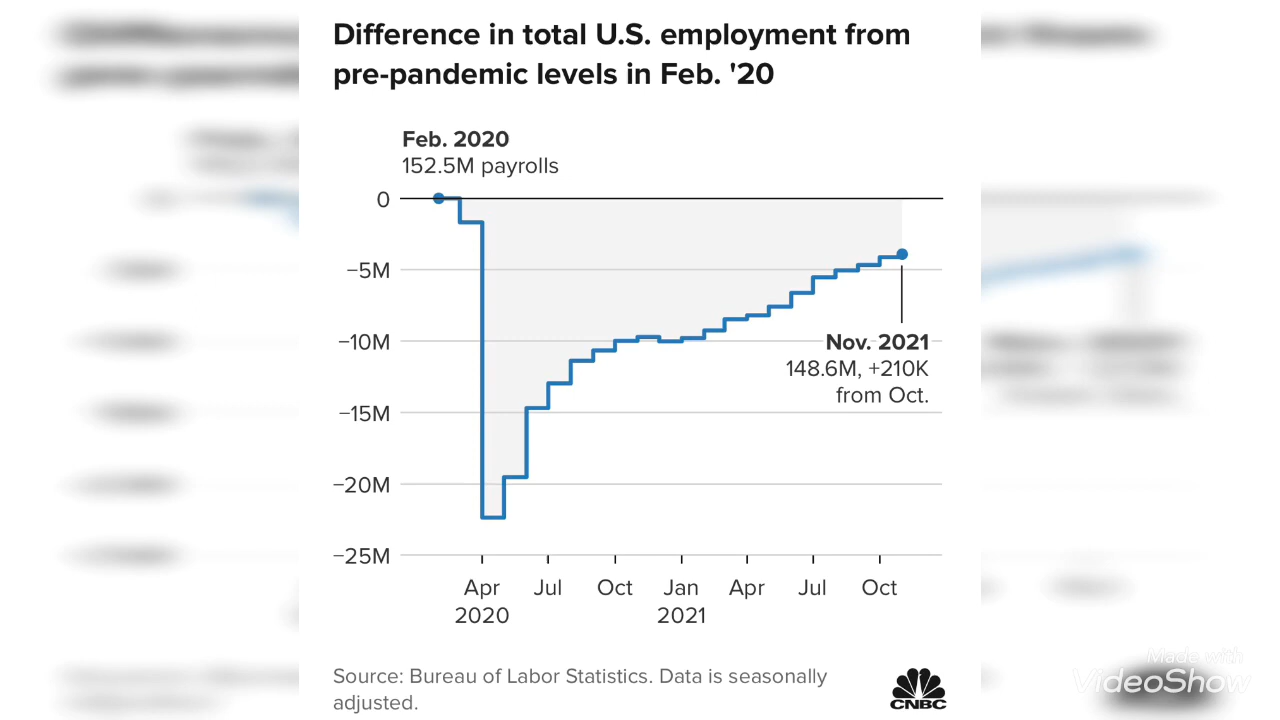 Difference in total U.S. employment from
pre-pandemic levels in Feb. '20
Feb. 2020
152.5M payrolls
0
−5M
−10M
−15M
−20M
−25M
Nov. 2021
148.6M, +210K
from Oct.
Apr Jul Oct Jan Apr Jul Oct
2020 2021
Source: Bureau of Labor Statistics. Data is seasonally
adjusted.
CNBC
Made with
VideoShow